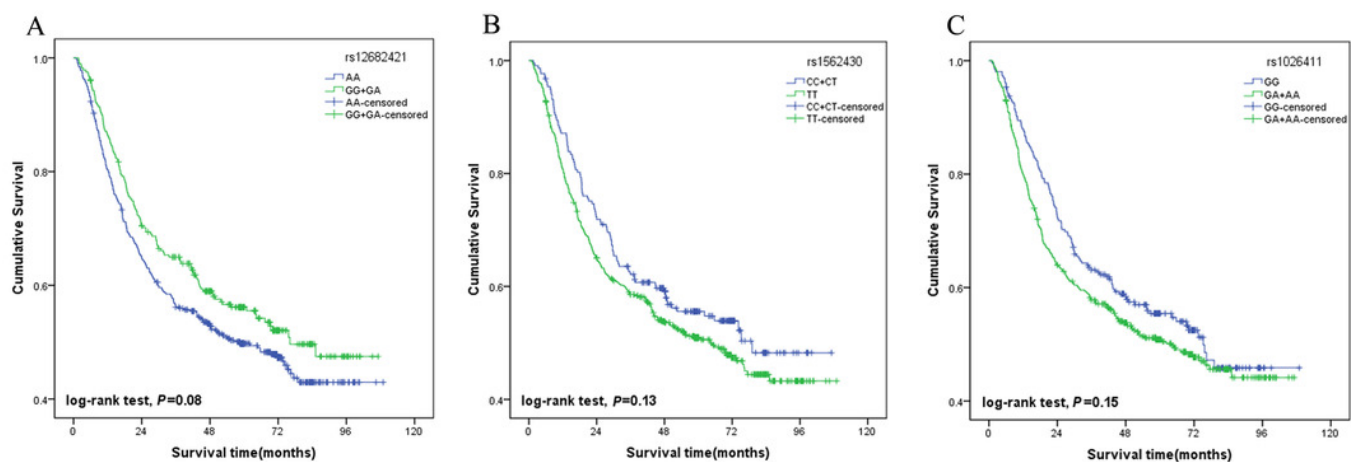 A
rs12682421
AA
GG+GA
AA-censored
GG+GA-censored
Cumulative Survival
1.0
0.8
0.6
0.4
log-rank test, P=0.08
0 24 48 72 96 120
Survival time(months)
B
rs1562430
CC+CT
TT
CC+CT-censored
TT-censored
Cumulative Survival
1.0
0.8
0.6
0.4
log-rank test, P=0.13
0 24 48 72 96 120
Survival time(months)
C
rs1026411
GG
GA+AA
GG-censored
GA+AA-censored
Cumulative Survival
1.0
0.8
0.6
0.4
log-rank test, P=0.15
0 24 48 72 96 120
Survival time(months)